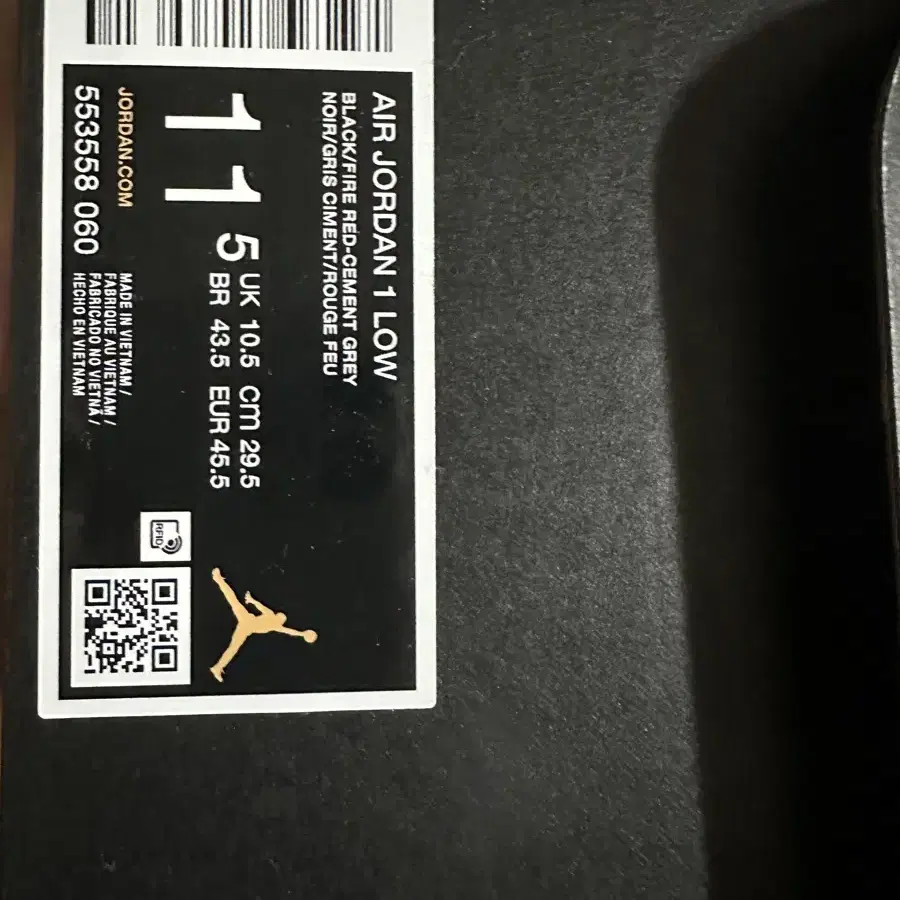 AIR JORDAN 1 LOW
BLACK/FIRE RED-CEMENT GREY
NOIR/GRIS CIMENT/ROUGE FEU
11 5
UK 10.5 cm 29.5
BR 43.5 EUR 45.5
JORDAN.COM
553558 060
MADE IN VIETNAM /
FABRIQUE AU VIETNAM /
FABRICADO NO VIETNÃ /
HECHO EN VIETNAM
RFID